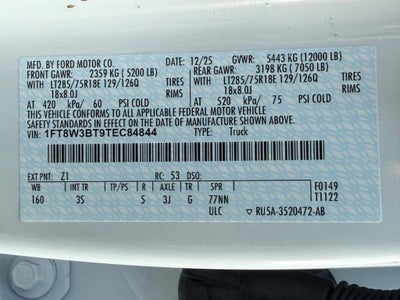 MFD. BY FORD MOTOR CO. 12/25 GVWR: 5443 KG (12000 LB)
FRONT GAWR: 2359 KG (5200 LB) REAR GAWR: 3198 KG (7050 LB)
LT285/75R18E 129/126Q TIRES LT285/75R18E 129/126Q TIRES
18x8.0J RIMS 18x8.0J RIMS
AT 420 kPa/ 60 PSI COLD AT 520 kPa/ 75 PSI COLD
THIS VEHICLE CONFORMS TO ALL APPLICABLE FEDERAL MOTOR VEHICLE
SAFETY STANDARDS IN EFFECT ON THE DATE OF MANUFACTURE SHOWN ABOVE.
VIN: 1FT8W3BT9TEC84844 TYPE: Truck
EXT PNT: Z1 RC: 53 DSO:
WB INT TR TP/PS R AXLE TR SPR F0149
160 3S 5 3J G 77NN T1122
ULC RU5A-3520472-AB